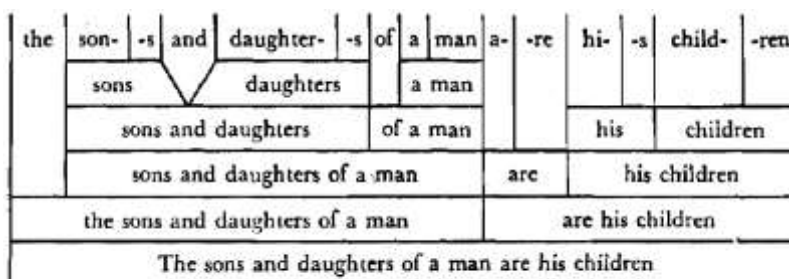 the son- -s and daughter- -s of a man a- -re hi- -s child- -ren
sons daughters a man
sons and daughters of a man his children
sons and daughters of a man are his children
the sons and daughters of a man are his children
The sons and daughters of a man are his children